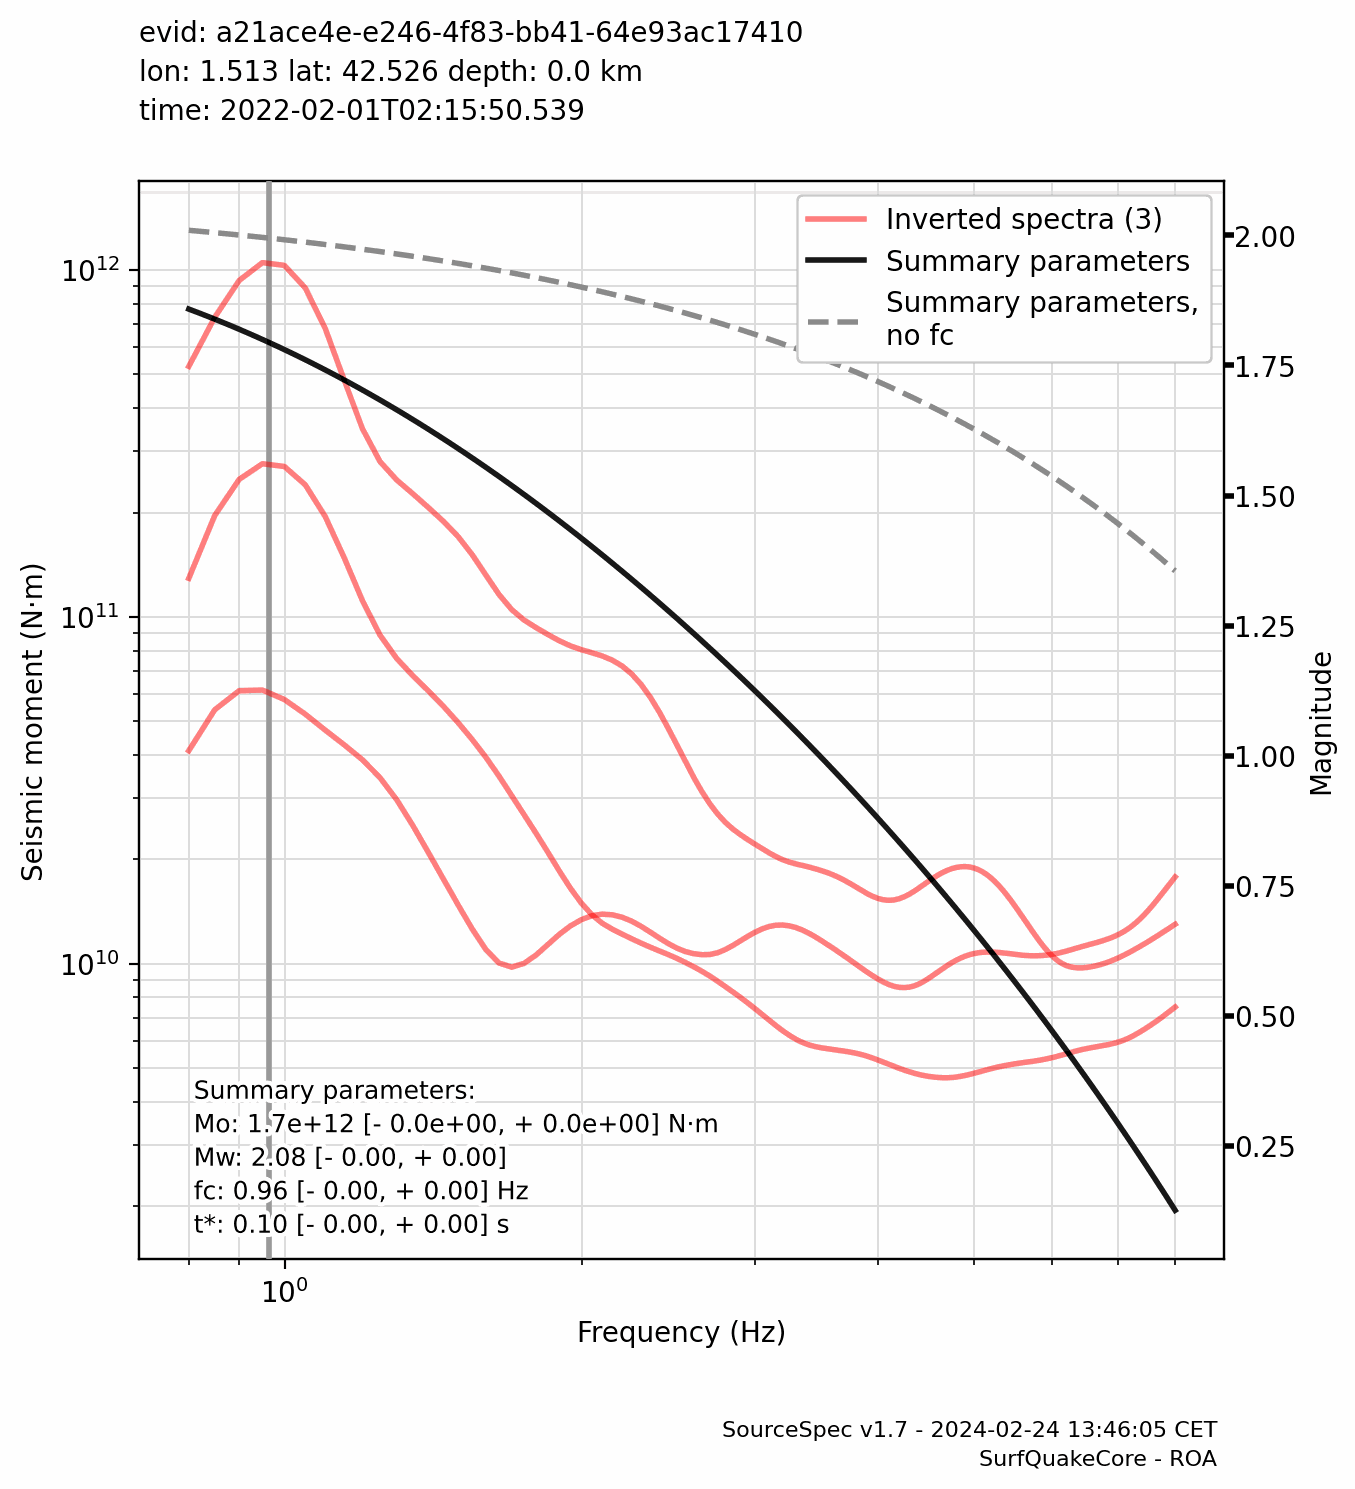 evid: a21ace4e-e246-4f83-bb41-64e93ac17410
lon: 1.513 lat: 42.526 depth: 0.0 km
time: 2022-02-01T02:15:50.539
Inverted spectra (3)
Summary parameters
Summary parameters,
no fc
10¹²
10¹¹
10¹⁰
Seismic moment (N·m)
2.00
1.75
1.50
1.25
1.00
0.75
0.50
0.25
Magnitude
Summary parameters:
Mo: 1.7e+12 [- 0.0e+00, + 0.0e+00] N·m
Mw: 2.08 [- 0.00, + 0.00]
fc: 0.96 [- 0.00, + 0.00] Hz
t*: 0.10 [- 0.00, + 0.00] s
10⁰
Frequency (Hz)
SourceSpec v1.7 - 2024-02-24 13:46:05 CET
SurfQuakeCore - ROA